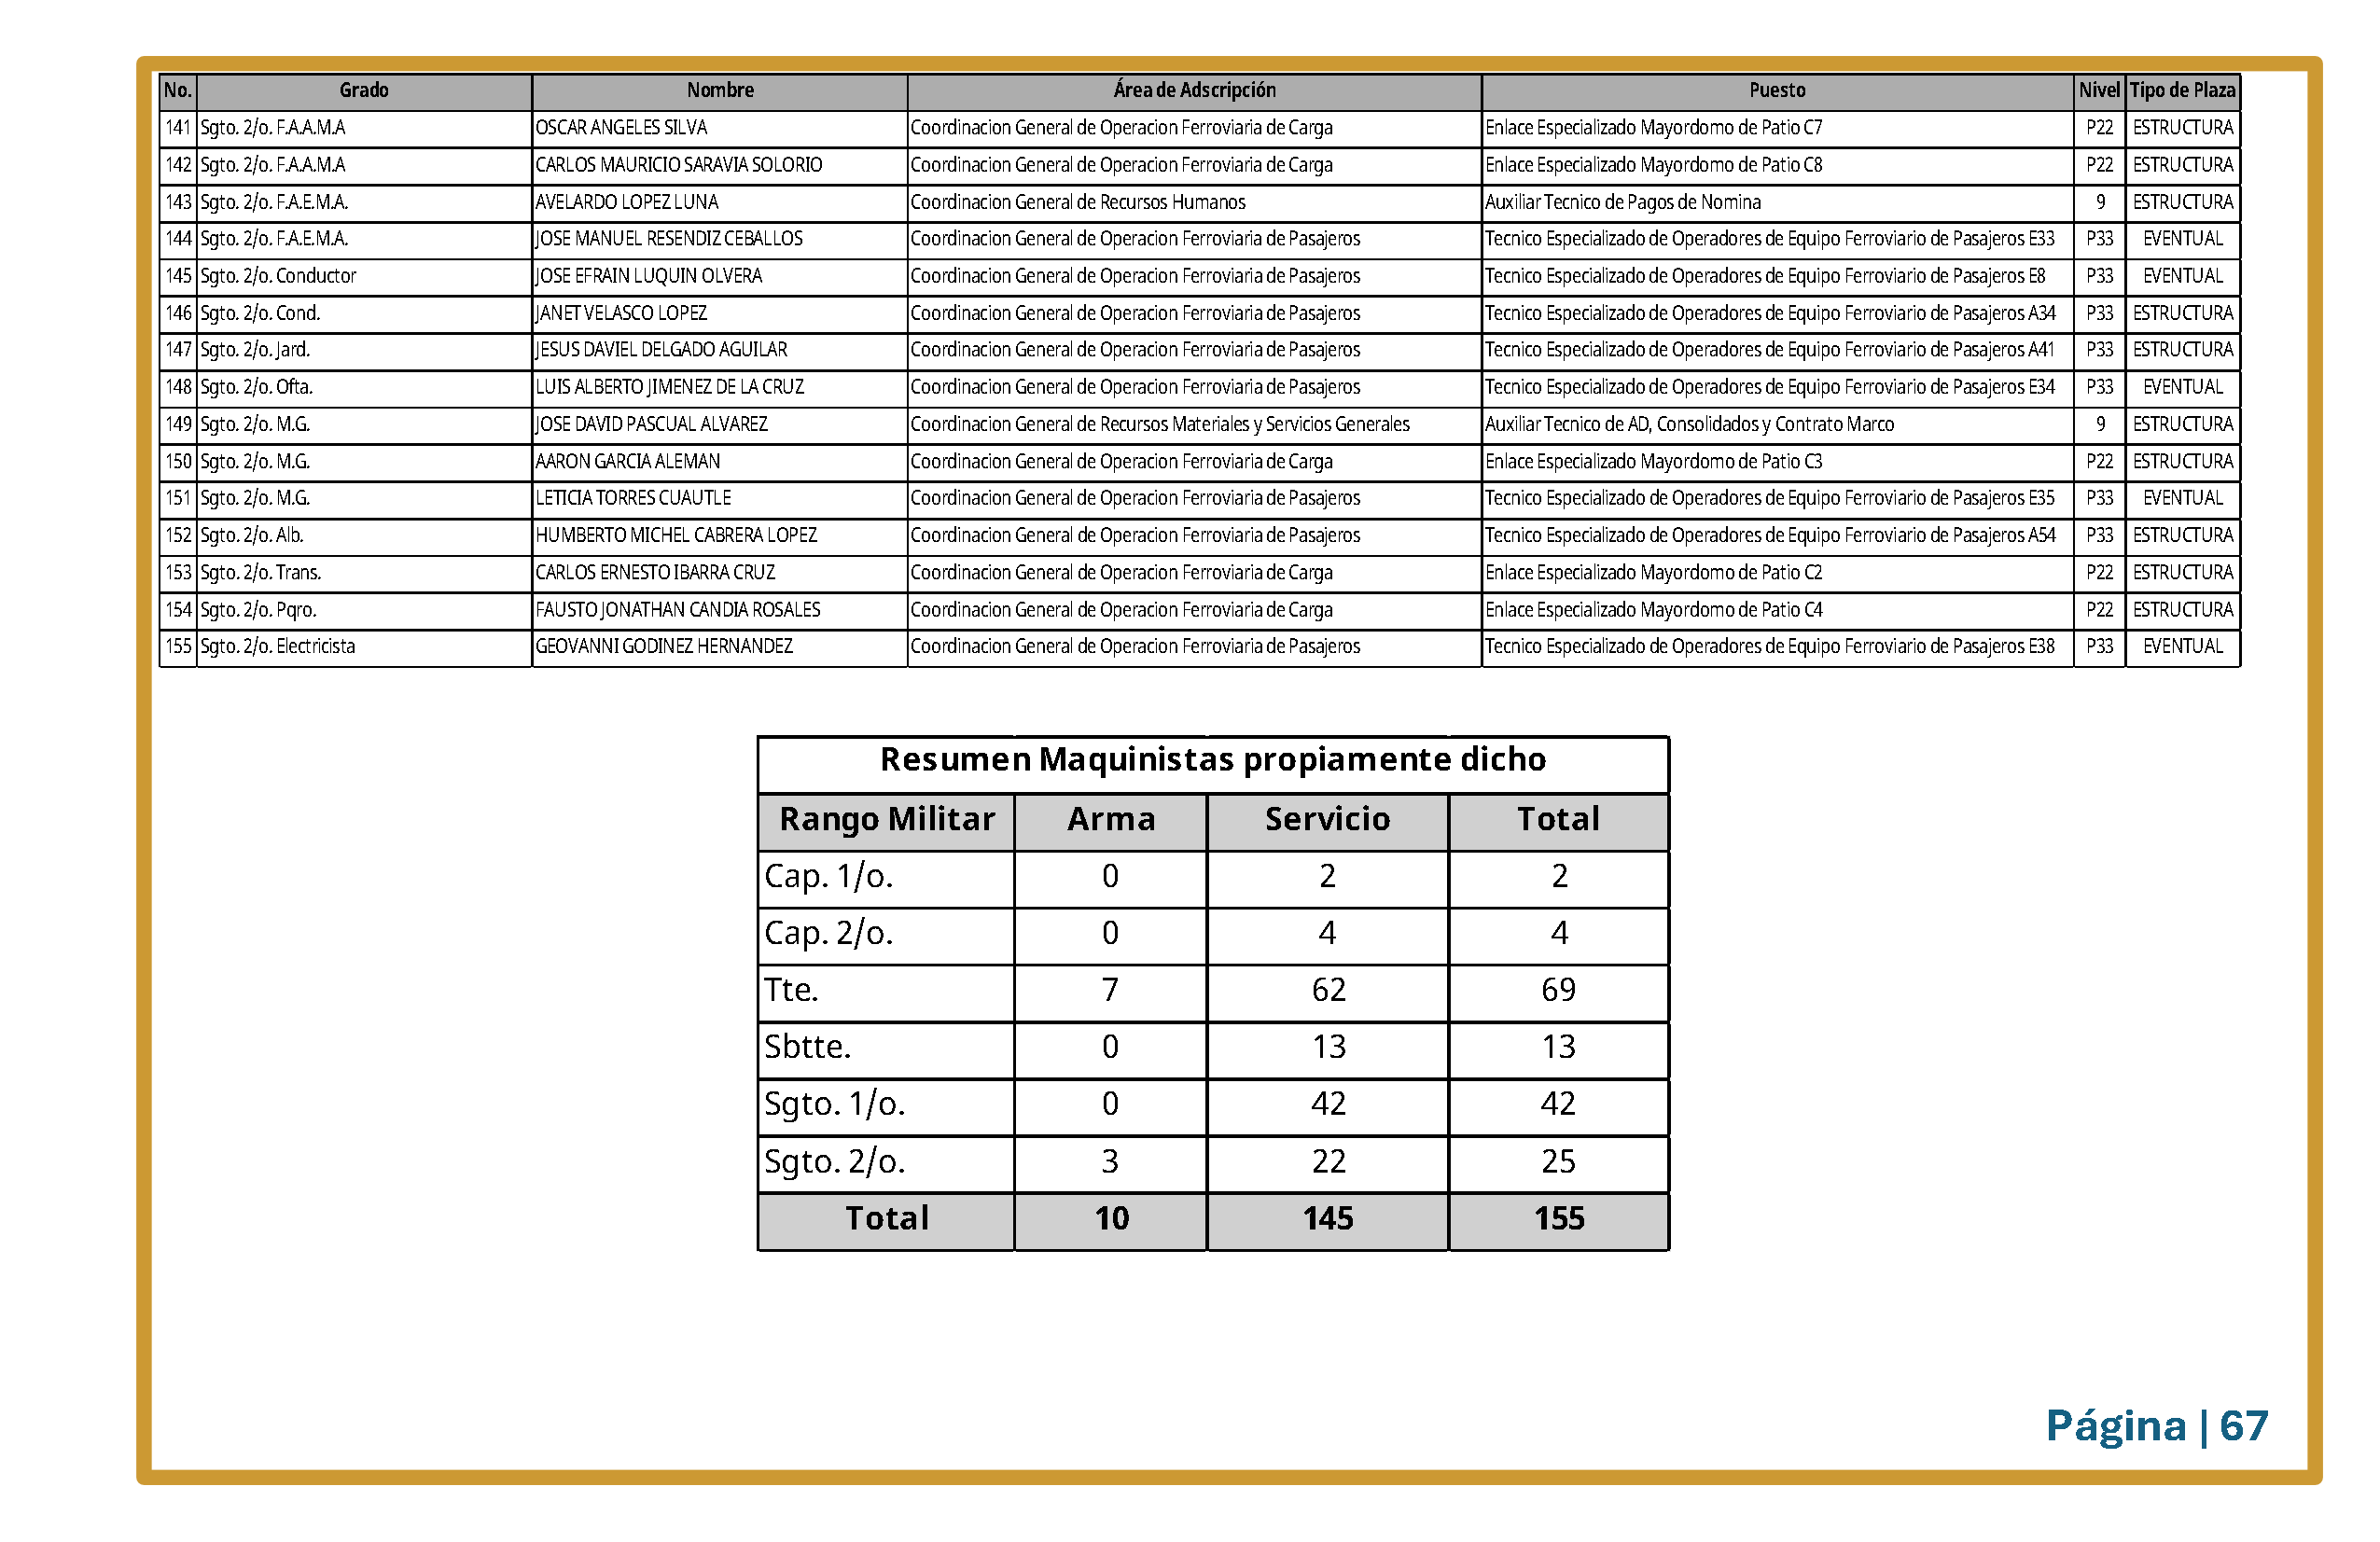 No. Grado Nombre Área de Adscripción Puesto Nivel Tipo de Plaza
141 Sgto. 2/o. F.A.A.M.A OSCAR ANGELES SILVA Coordinacion General de Operacion Ferroviaria de Carga Enlace Especializado Mayordomo de Patio C7 P22 ESTRUCTURA
142 Sgto. 2/o. F.A.A.M.A CARLOS MAURICIO SARAVIA SOLORIO Coordinacion General de Operacion Ferroviaria de Carga Enlace Especializado Mayordomo de Patio C8 P22 ESTRUCTURA
143 Sgto. 2/o. F.A.E.M.A. AVELARDO LOPEZ LUNA Coordinacion General de Recursos Humanos Auxiliar Tecnico de Pagos de Nomina 9 ESTRUCTURA
144 Sgto. 2/o. F.A.E.M.A. JOSE MANUEL RESENDIZ CEBALLOS Coordinacion General de Operacion Ferroviaria de Pasajeros Tecnico Especializado de Operadores de Equipo Ferroviario de Pasajeros E33 P33 EVENTUAL
145 Sgto. 2/o. Conductor JOSE EFRAIN LUQUIN OLVERA Coordinacion General de Operacion Ferroviaria de Pasajeros Tecnico Especializado de Operadores de Equipo Ferroviario de Pasajeros E8 P33 EVENTUAL
146 Sgto. 2/o. Cond. JANET VELASCO LOPEZ Coordinacion General de Operacion Ferroviaria de Pasajeros Tecnico Especializado de Operadores de Equipo Ferroviario de Pasajeros A34 P33 ESTRUCTURA
147 Sgto. 2/o. Jard. JESUS DAVIEL DELGADO AGUILAR Coordinacion General de Operacion Ferroviaria de Pasajeros Tecnico Especializado de Operadores de Equipo Ferroviario de Pasajeros A41 P33 ESTRUCTURA
148 Sgto. 2/o. Ofta. LUIS ALBERTO JIMENEZ DE LA CRUZ Coordinacion General de Operacion Ferroviaria de Pasajeros Tecnico Especializado de Operadores de Equipo Ferroviario de Pasajeros E34 P33 EVENTUAL
149 Sgto. 2/o. M.G. JOSE DAVID PASCUAL ALVAREZ Coordinacion General de Recursos Materiales y Servicios Generales Auxiliar Tecnico de AD, Consolidados y Contrato Marco 9 ESTRUCTURA
150 Sgto. 2/o. M.G. AARON GARCIA ALEMAN Coordinacion General de Operacion Ferroviaria de Carga Enlace Especializado Mayordomo de Patio C3 P22 ESTRUCTURA
151 Sgto. 2/o. M.G. LETICIA TORRES CUAUTLE Coordinacion General de Operacion Ferroviaria de Pasajeros Tecnico Especializado de Operadores de Equipo Ferroviario de Pasajeros E35 P33 EVENTUAL
152 Sgto. 2/o. Alb. HUMBERTO MICHEL CABRERA LOPEZ Coordinacion General de Operacion Ferroviaria de Pasajeros Tecnico Especializado de Operadores de Equipo Ferroviario de Pasajeros A54 P33 ESTRUCTURA
153 Sgto. 2/o. Trans. CARLOS ERNESTO IBARRA CRUZ Coordinacion General de Operacion Ferroviaria de Carga Enlace Especializado Mayordomo de Patio C2 P22 ESTRUCTURA
154 Sgto. 2/o. Pqro. FAUSTO JONATHAN CANDIA ROSALES Coordinacion General de Operacion Ferroviaria de Carga Enlace Especializado Mayordomo de Patio C4 P22 ESTRUCTURA
155 Sgto. 2/o. Electricista GEOVANNI GODINEZ HERNANDEZ Coordinacion General de Operacion Ferroviaria de Pasajeros Tecnico Especializado de Operadores de Equipo Ferroviario de Pasajeros E38 P33 EVENTUAL
Resumen Maquinistas propiamente dicho
Rango Militar Arma Servicio Total
Cap. 1/o. 0 2 2
Cap. 2/o. 0 4 4
Tte. 7 62 69
Sbtte. 0 13 13
Sgto. 1/o. 0 42 42
Sgto. 2/o. 3 22 25
Total 10 145 155
Página | 67